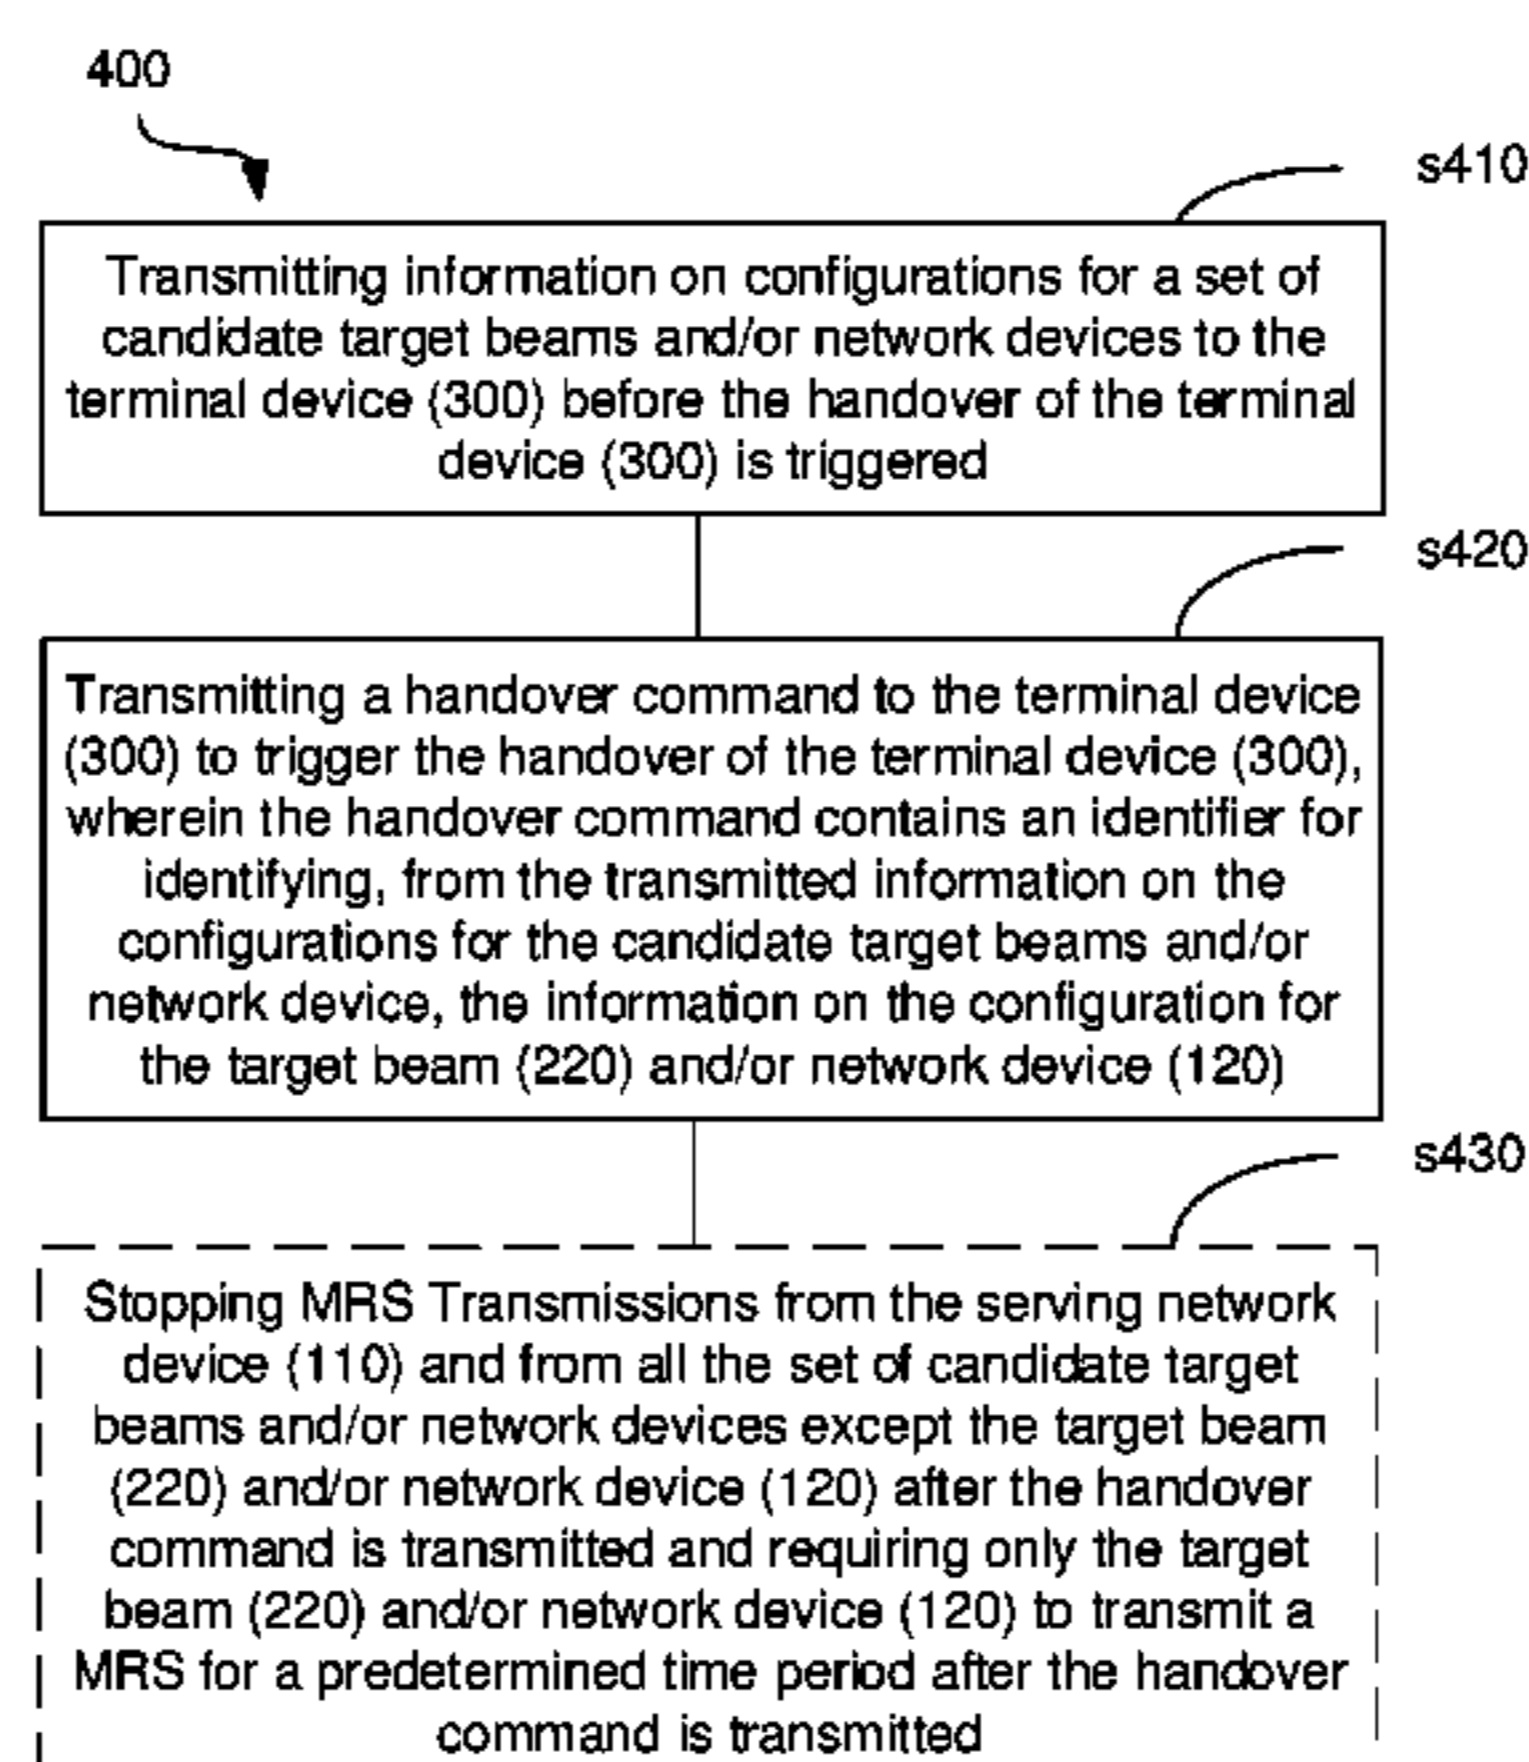 400
s410
Transmitting information on configurations for a set of
candidate target beams and/or network devices to the
terminal device (300) before the handover of the terminal
device (300) is triggered
s420
Transmitting a handover command to the terminal device
(300) to trigger the handover of the terminal device (300),
wherein the handover command contains an identifier for
identifying, from the transmitted information on the
configurations for the candidate target beams and/or
network device, the information on the configuration for
the target beam (220) and/or network device (120)
s430
Stopping MRS Transmissions from the serving network
device (110) and from all the set of candidate target
beams and/or network devices except the target beam
(220) and/or network device (120) after the handover
command is transmitted and requiring only the target
beam (220) and/or network device (120) to transmit a
MRS for a predetermined time period after the handover
command is transmitted